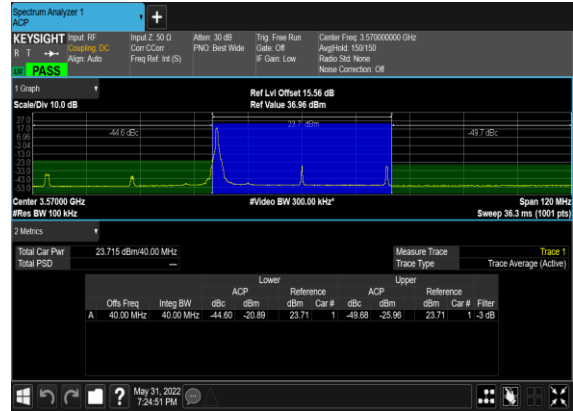 Spectrum Analyzer 1
ACP
KEYSIGHT Input: RF Input Z: 50 Ω Atten: 30 dB Trig: Free Run Center Freq: 3.570000000 GHz
R T Coupling: DC Corr CCorr PNO: Best Wide Gate: Off Avg|Hold: 150/150
Align: Auto Freq Ref: Int (S) IF Gain: Low Radio Std: None
PASS Noise Correction: Off
1 Graph
Scale/Div 10.0 dB
Ref Lvl Offset 15.56 dB
Ref Value 36.96 dBm
27.0
17.0
6.96
-3.04
-13.0
-23.0
-33.0
-43.0
-53.0
-44.6 dBc
23.7 dBm
-49.7 dBc
Center 3.57000 GHz #Video BW 300.00 kHz* Span 120 MHz
#Res BW 100 kHz Sweep 36.3 ms (1001 pts)
2 Metrics
Total Car Pwr 23.715 dBm/40.00 MHz Measure Trace Trace 1
Total PSD --- Trace Type Trace Average (Active)
Lower Upper
ACP Reference ACP Reference
Offs Freq Integ BW dBc dBm dBm Car # dBc dBm dBm Car # Filter
A 40.00 MHz 40.00 MHz -44.60 -20.89 23.71 1 -49.68 -25.96 23.71 1 -3 dB
?
May 31, 2022
7:24:51 PM